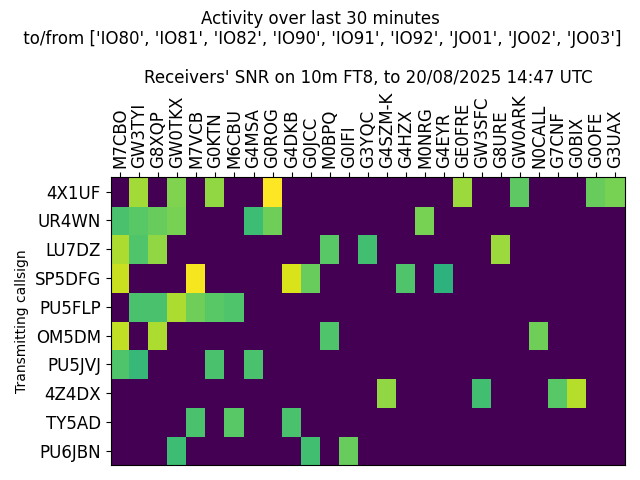 Activity over last 30 minutes
to/from ['IO80', 'IO81', 'IO82', 'IO90', 'IO91', 'IO92', 'JO01', 'JO02', 'JO03']
Receivers' SNR on 10m FT8, to 20/08/2025 14:47 UTC
M7CBO
GW3TYI
G8XQP
GW0TKX
M7VCB
G0KTN
M6CBU
G4MSA
G0ROG
G4DKB
G0JCC
M0BPQ
G0IFI
G3YQC
G4SZM-K
G4HZX
M0NRG
G4EYR
GE0FRE
GW3SFC
G8URE
GW0ARK
N0CALL
G7CNF
G0BIX
G0OFE
G3UAX
Transmitting callsign
4X1UF
UR4WN
LU7DZ
SP5DFG
PU5FLP
OM5DM
PU5JVJ
4Z4DX
TY5AD
PU6JBN